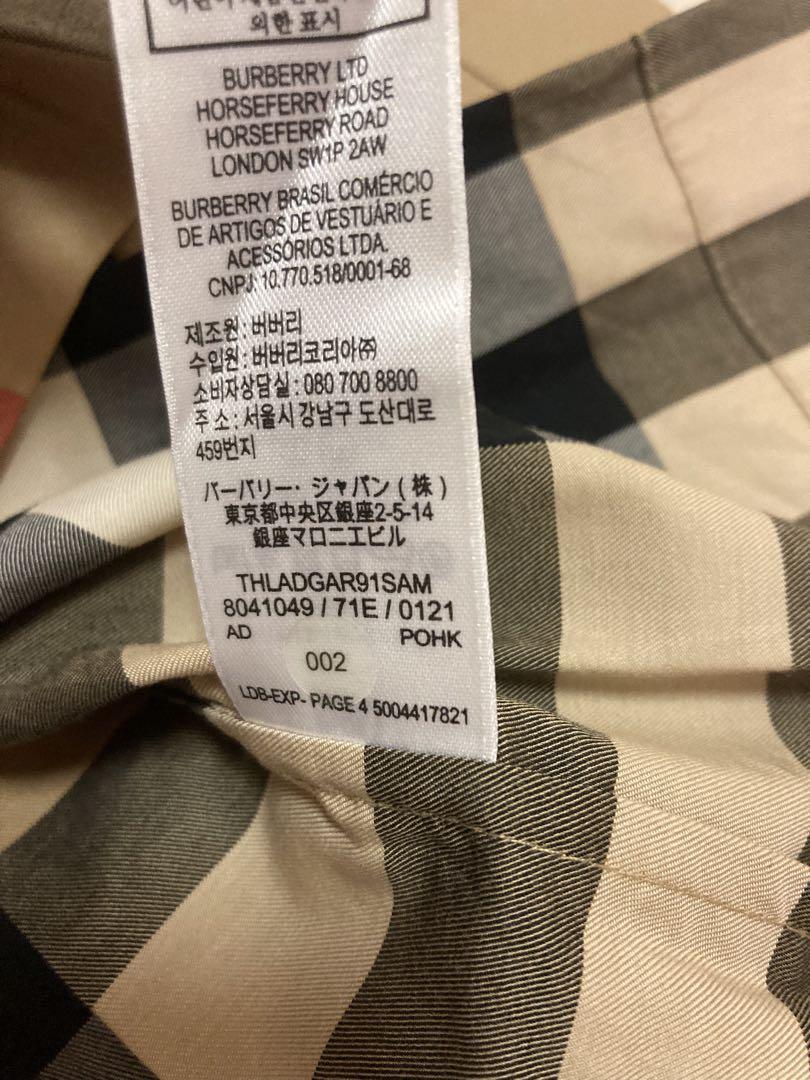 의한 표시
BURBERRY LTD
HORSEFERRY HOUSE
HORSEFERRY ROAD
LONDON SW1P 2AW
BURBERRY BRASIL COMÉRCIO
DE ARTIGOS DE VESTUÁRIO E
ACESSÓRIOS LTDA.
CNPJ: 10.770.518/0001-68
제조원 : 버버리
수입원 : 버버리코리아㈜
소비자상담실 : 080 700 8800
주 소 : 서울시 강남구 도산대로
459번지
バーバリー・ジャパン ( 株 )
東京都中央区銀座2-5-14
銀座マロニエビル
THLADGAR91SAM
8041049 / 71E / 0121
AD POHK
002
LDB-EXP- PAGE 4 5004417821